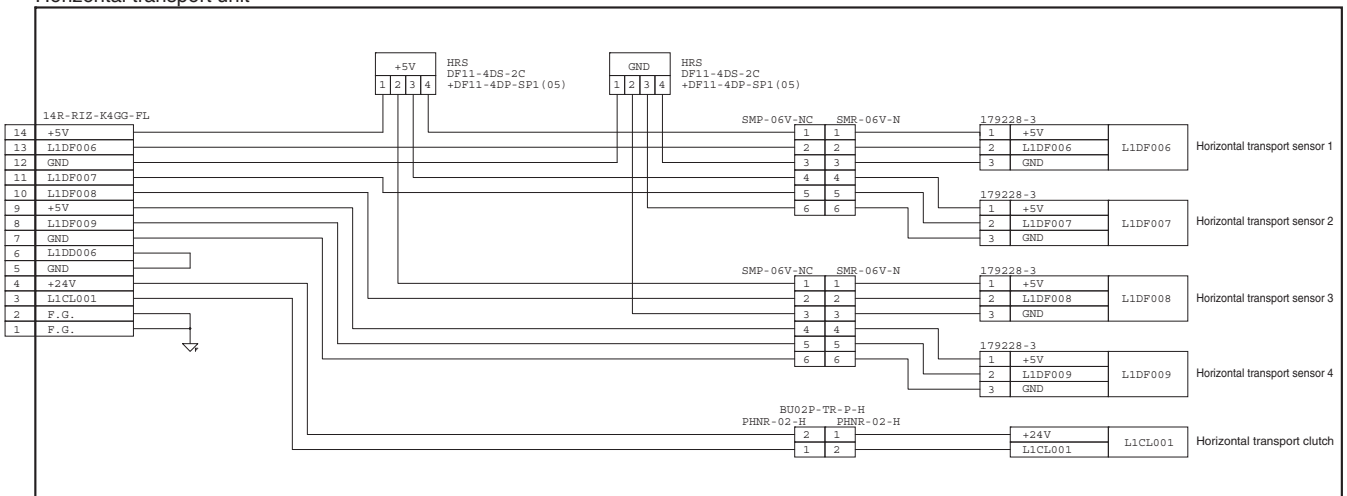 Horizontal transport unit
+5V
1 2 3 4
HRS
DF11-4DS-2C
+DF11-4DP-SP1(05)
GND
1 2 3 4
HRS
DF11-4DS-2C
+DF11-4DP-SP1(05)
14R-RIZ-K4GG-FL
14 +5V
13 L1DF006
12 GND
11 L1DF007
10 L1DF008
9 +5V
8 L1DF009
7 GND
6 L1DD006
5 GND
4 +24V
3 L1CL001
2 F.G.
1 F.G.
F
SMP-06V-NC SMR-06V-N
1 1
2 2
3 3
4 4
5 5
6 6
179228-3
1 +5V
2 L1DF006
3 GND
L1DF006
Horizontal transport sensor 1
179228-3
1 +5V
2 L1DF007
3 GND
L1DF007
Horizontal transport sensor 2
SMP-06V-NC SMR-06V-N
1 1
2 2
3 3
4 4
5 5
6 6
179228-3
1 +5V
2 L1DF008
3 GND
L1DF008
Horizontal transport sensor 3
179228-3
1 +5V
2 L1DF009
3 GND
L1DF009
Horizontal transport sensor 4
BU02P-TR-P-H
PHNR-02-H PHNR-02-H
2 1
1 2
+24V
L1CL001
L1CL001
Horizontal transport clutch